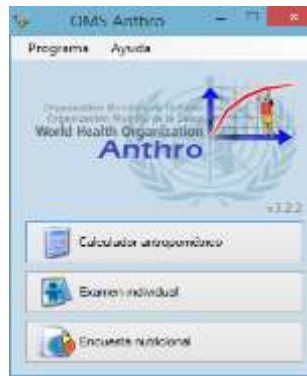 OMS Anthro
Programa Ayuda
World Health Organization
Anthro
v3.2.2
Calculador antropométrico
Examen individual
Encuesta nutricional